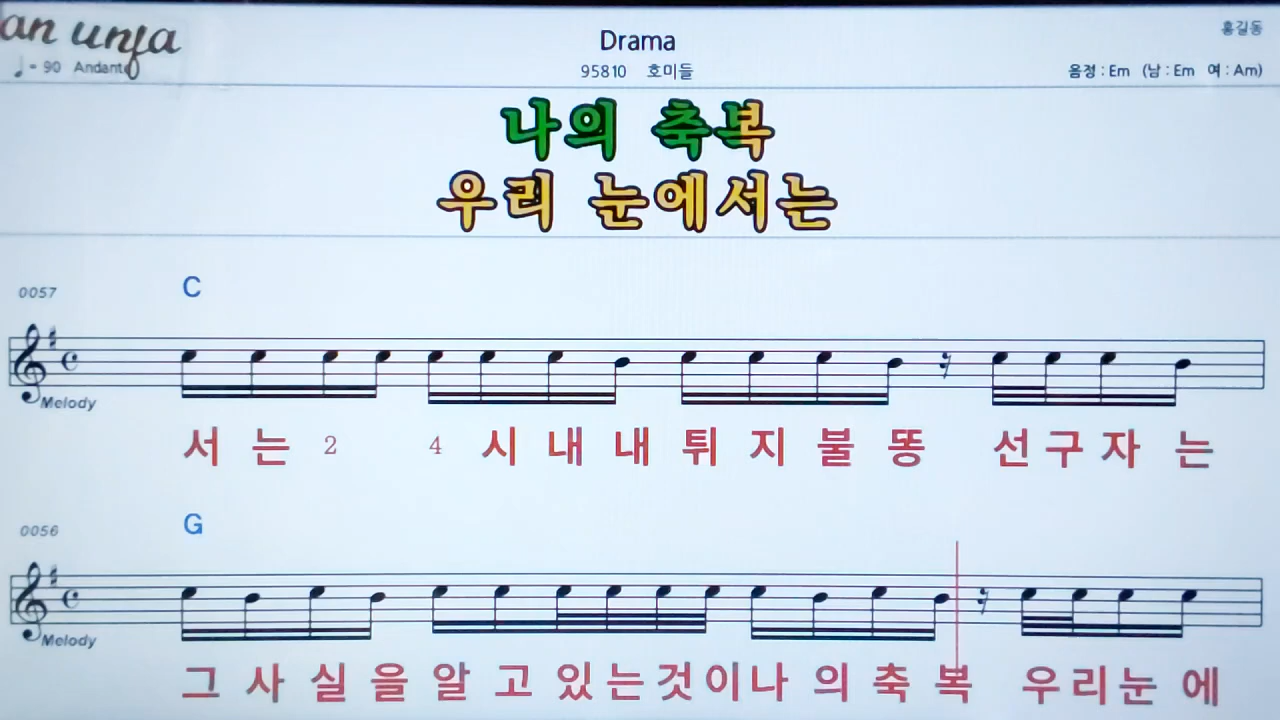 an unja
Drama
홍길동
♩= 90 Andante
95810 호미들
음정 : Em (남 : Em 여 : Am)
나의 축복
우리 눈에서는
0057
C
Melody
서 는 2 4 시 내 내 튀 지 불 똥 선 구 자 는
0056
G
Melody
그 사 실 을 알 고 있 는 것 이 나 의 축 복 우 리 눈 에